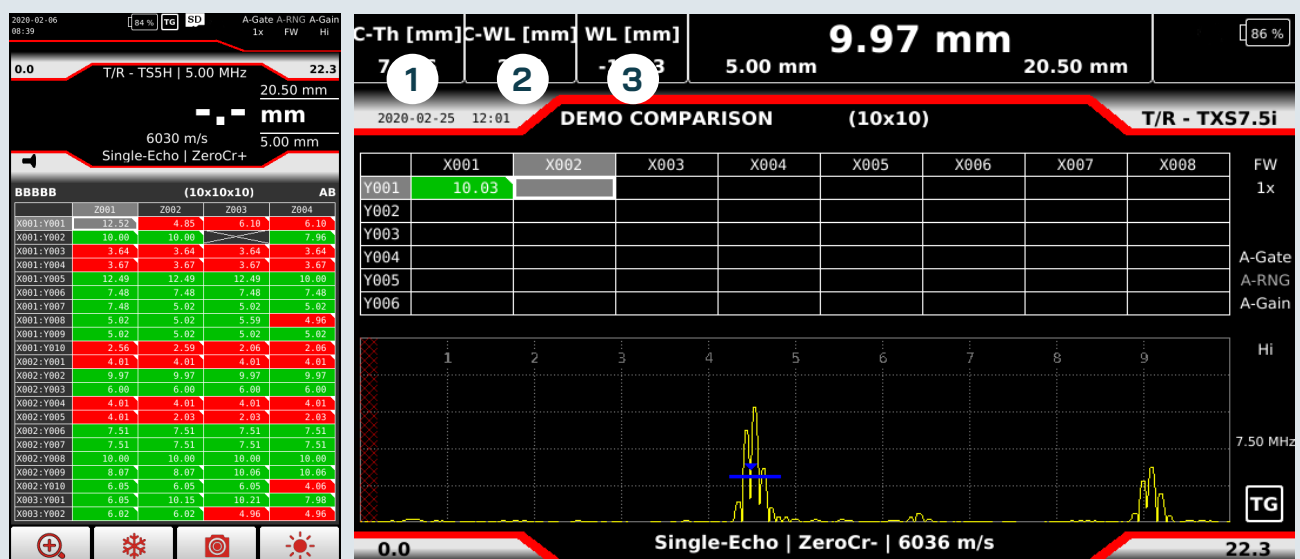 2020-02-06 84 % TG SD A-Gate A-RNG A-Gain
08:39 1x FW Hi
0.0 T/R - TS5H | 5.00 MHz 22.3
20.50 mm
-.- mm
6030 m/s 5.00 mm
Single-Echo | ZeroCr+
BBBBB (10x10x10) AB
Z001 Z002 Z003 Z004
X001:Y001 12.52 4.85 6.10 6.10
X001:Y002 10.00 10.00 7.96
X001:Y003 3.64 3.64 3.64 3.64
X001:Y004 3.67 3.67 3.67 3.67
X001:Y005 12.49 12.49 12.49 10.00
X001:Y006 7.48 7.48 7.48 7.48
X001:Y007 7.48 5.02 5.02 5.02
X001:Y008 5.02 5.02 5.59 4.96
X001:Y009 5.02 5.02 5.02 5.02
X001:Y010 2.56 2.59 2.06 2.06
X002:Y001 4.01 4.01 4.01 4.01
X002:Y002 9.97 9.97 9.97 9.97
X002:Y003 6.00 6.00 6.00 6.00
X002:Y004 4.01 4.01 4.01 4.01
X002:Y005 4.01 2.03 2.03 2.03
X002:Y006 7.51 7.51 7.51 7.51
X002:Y007 7.51 7.51 7.51 7.51
X002:Y008 10.00 10.00 10.00 10.00
X002:Y009 8.07 8.07 10.06 10.06
X002:Y010 6.05 6.05 6.05 4.06
X003:Y001 6.05 10.15 10.21 7.98
X003:Y002 6.02 6.02 4.96 4.96
C-Th [mm] C-WL [mm] WL [mm] 9.97 mm 86 %
1 2 3 5.00 mm 20.50 mm
2020-02-25 12:01 DEMO COMPARISON (10x10) T/R - TXS7.5i
X001 X002 X003 X004 X005 X006 X007 X008 FW
Y001 10.03 1x
Y002
Y003
Y004 A-Gate
Y005 A-RNG
Y006 A-Gain
1 2 3 4 5 6 7 8 9 Hi
7.50 MHz
TG
0.0 Single-Echo | ZeroCr- | 6036 m/s 22.3